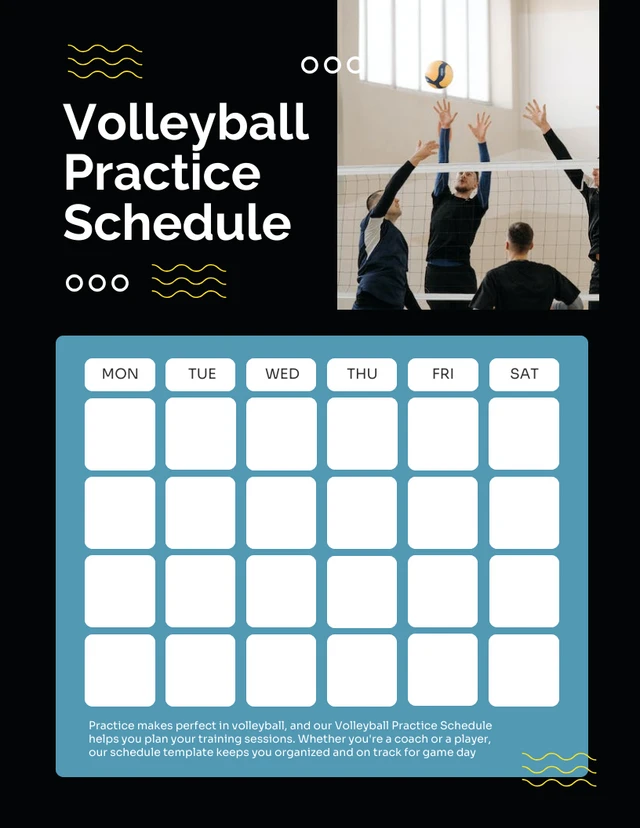 Volleyball
Practice
Schedule
MON TUE WED THU FRI SAT
Practice makes perfect in volleyball, and our Volleyball Practice Schedule
helps you plan your training sessions. Whether you're a coach or a player,
our schedule template keeps you organized and on track for game day